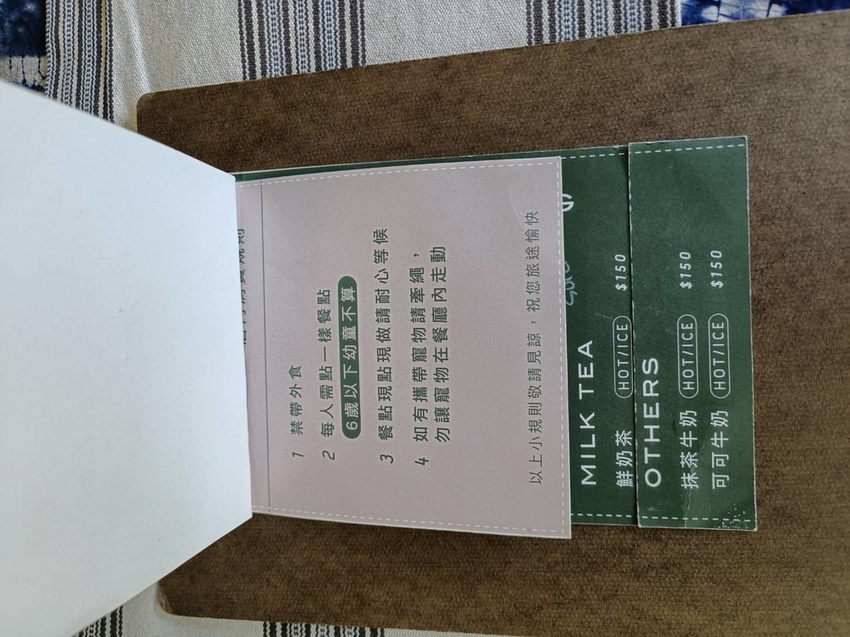 1 禁帶外食
2 每人需點一樣餐點
6歲以下幼童不算
3 餐點現點現做請耐心等候
4 如有攜帶寵物請牽繩，
勿讓寵物在餐廳內走動
以上小規則敬請見諒，祝您旅途愉快
MILK TEA
鮮奶茶 HOT/ICE $150
OTHERS
抹茶牛奶 HOT/ICE $150
可可牛奶 HOT/ICE $150